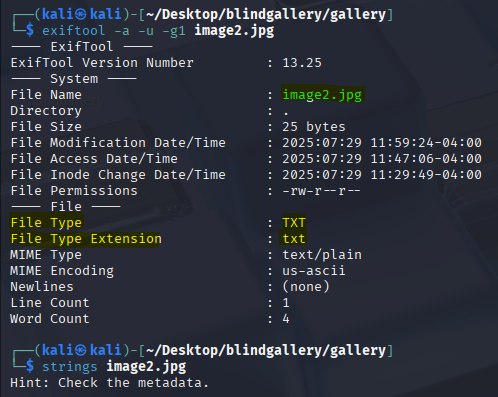 ┌──(kali㉿kali)-[~/Desktop/blindgallery/gallery]
└─$ exiftool -a -u -g1 image2.jpg
---- ExifTool ----
ExifTool Version Number         : 13.25
---- System ----
File Name                       : image2.jpg
Directory                       : .
File Size                       : 25 bytes
File Modification Date/Time     : 2025:07:29 11:59:24-04:00
File Access Date/Time           : 2025:07:29 11:47:06-04:00
File Inode Change Date/Time     : 2025:07:29 11:29:49-04:00
File Permissions                : -rw-r--r--
---- File ----
File Type                       : TXT
File Type Extension             : txt
MIME Type                       : text/plain
MIME Encoding                   : us-ascii
Newlines                        : (none)
Line Count                      : 1
Word Count                      : 4
┌──(kali㉿kali)-[~/Desktop/blindgallery/gallery]
└─$ strings image2.jpg
Hint: Check the metadata.